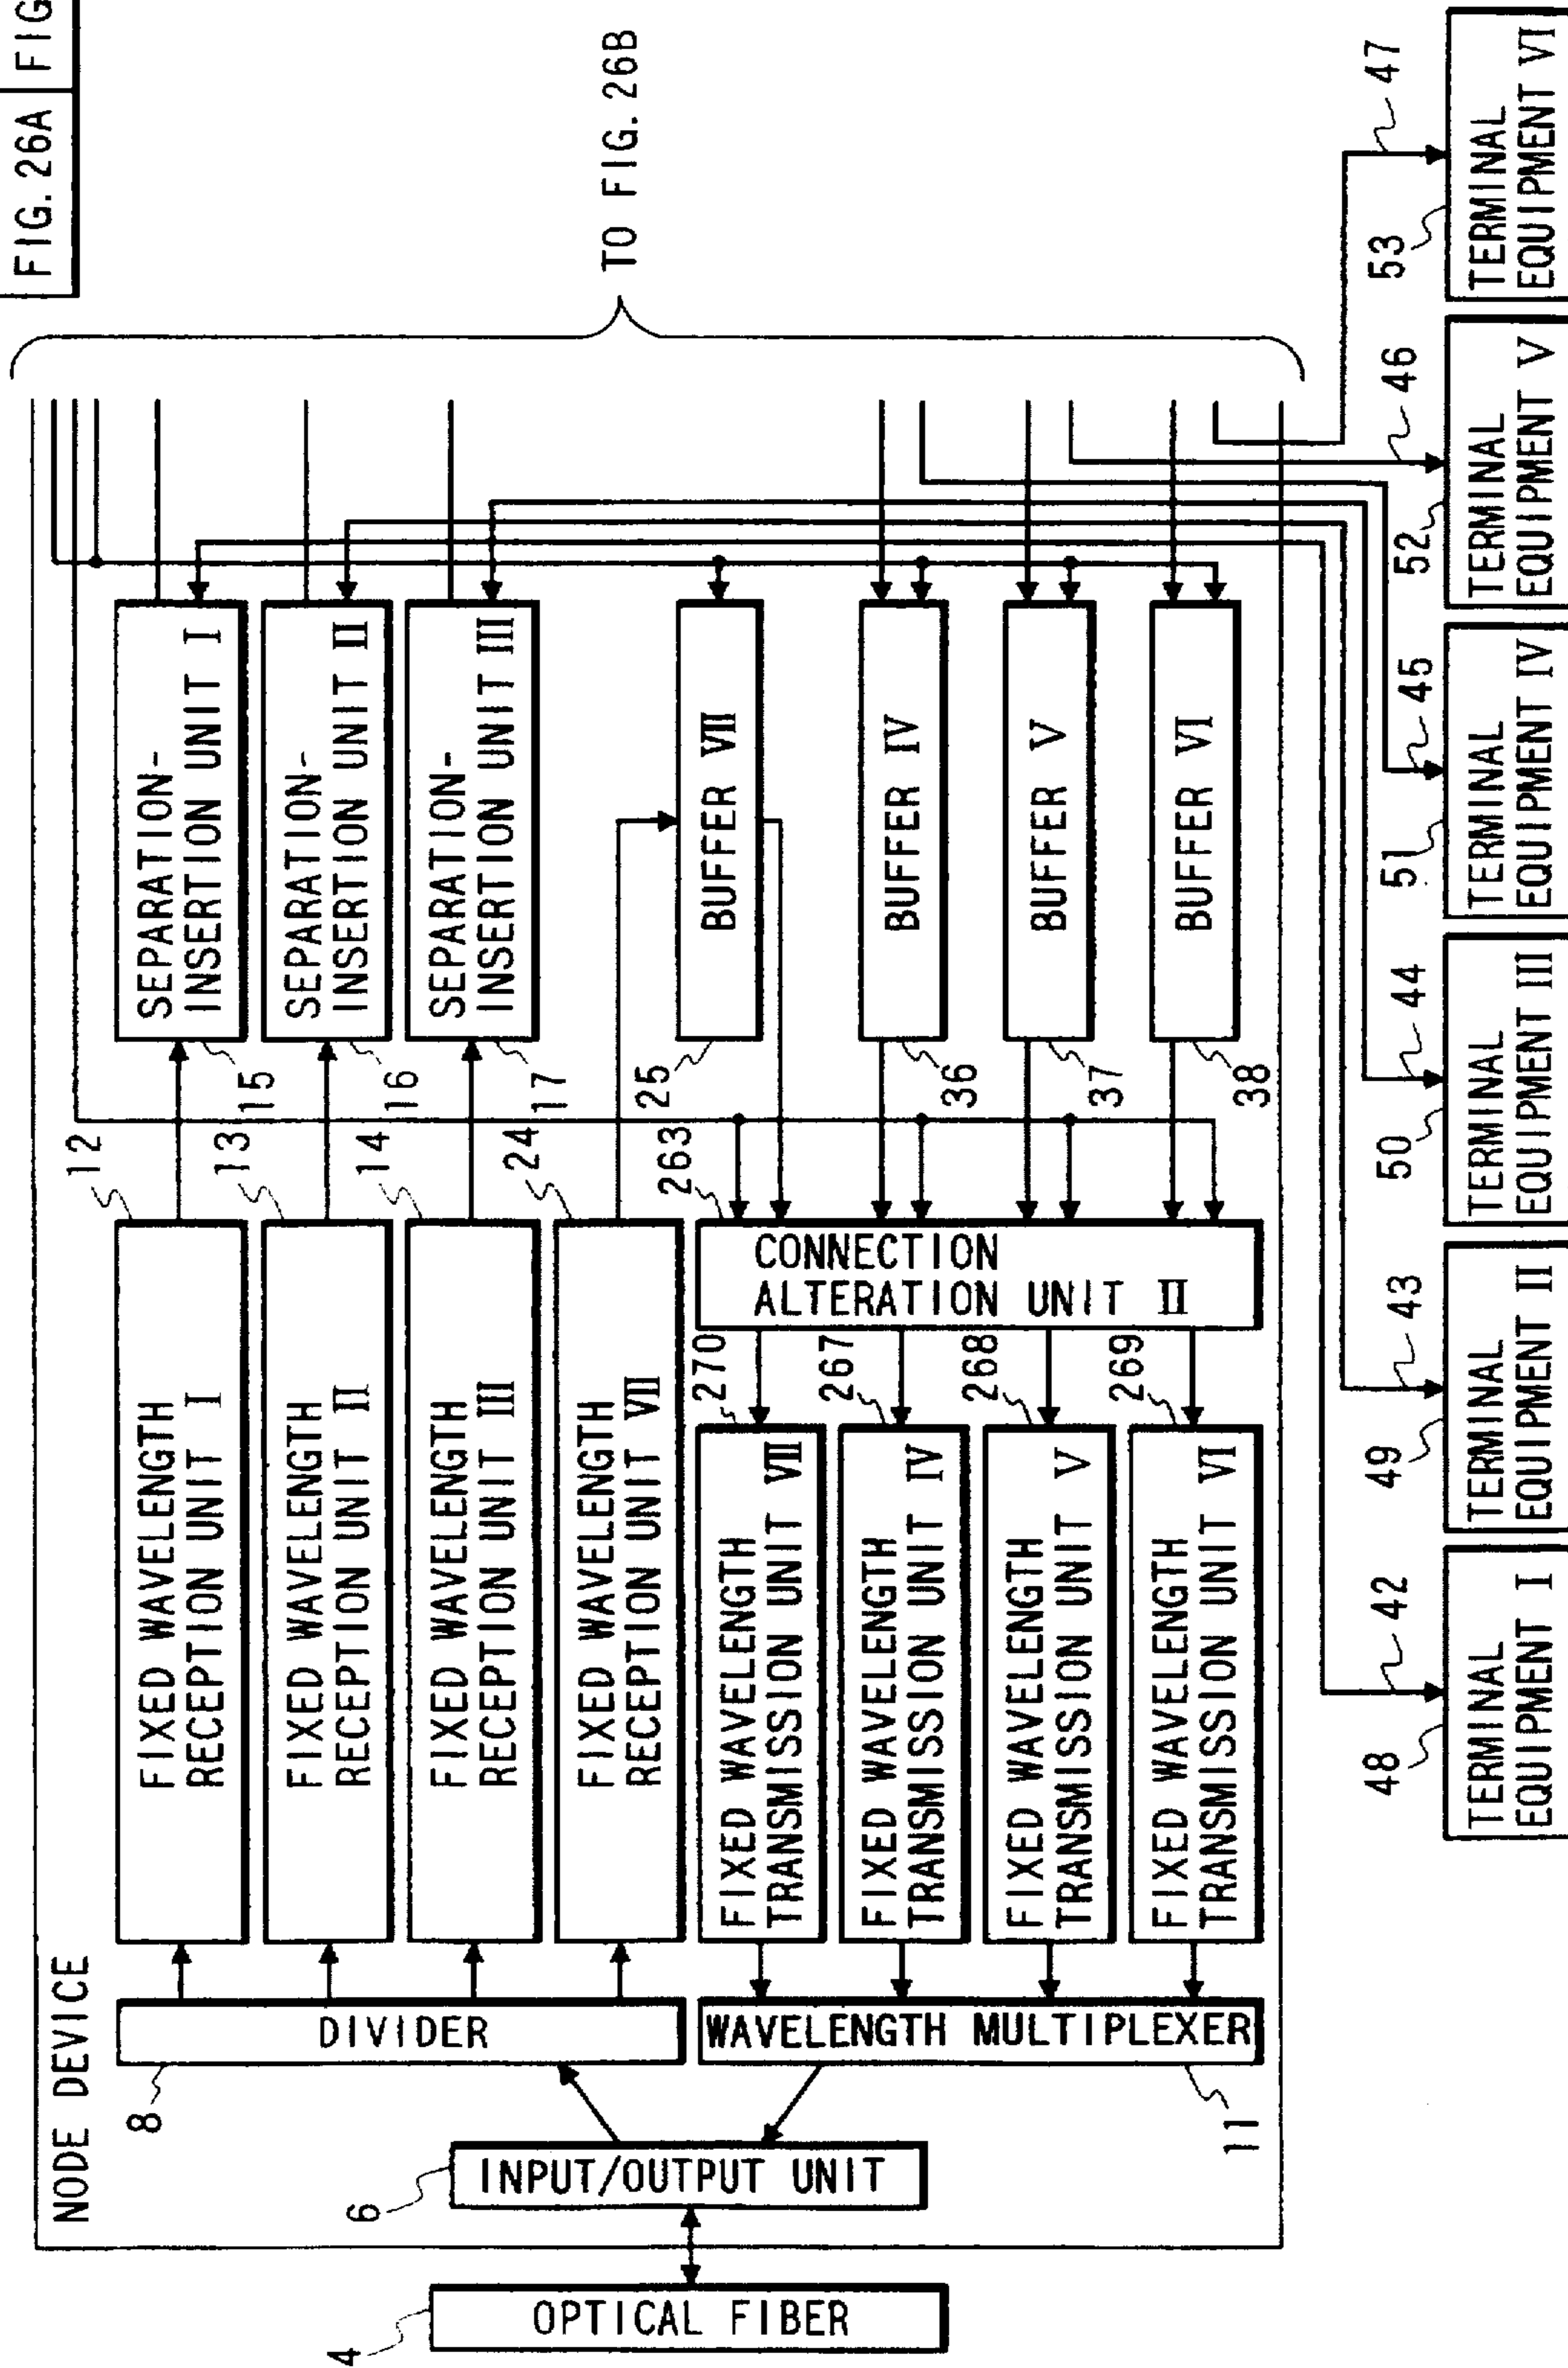 FIG. 26A FIG
NODE DEVICE
4
OPTICAL FIBER
6
INPUT/OUTPUT UNIT
8
DIVIDER
11
WAVELENGTH MULTIPLEXER
12
FIXED WAVELENGTH
RECEPTION UNIT I
13
FIXED WAVELENGTH
RECEPTION UNIT II
14
FIXED WAVELENGTH
RECEPTION UNIT III
24
FIXED WAVELENGTH
RECEPTION UNIT VII
270
FIXED WAVELENGTH
TRANSMISSION UNIT VII
267
FIXED WAVELENGTH
TRANSMISSION UNIT IV
268
FIXED WAVELENGTH
TRANSMISSION UNIT V
269
FIXED WAVELENGTH
TRANSMISSION UNIT VI
263
CONNECTION
ALTERATION UNIT II
15
SEPARATION-
INSERTION UNIT I
16
SEPARATION-
INSERTION UNIT II
17
SEPARATION-
INSERTION UNIT III
25
BUFFER VII
36
BUFFER IV
37
BUFFER V
38
BUFFER VI
TO FIG. 26B
48
42
TERMINAL
EQUIPMENT I
49
43
TERMINAL
EQUIPMENT II
50
44
TERMINAL
EQUIPMENT III
51
45
TERMINAL
EQUIPMENT IV
52
46
TERMINAL
EQUIPMENT V
53
47
TERMINAL
EQUIPMENT VI